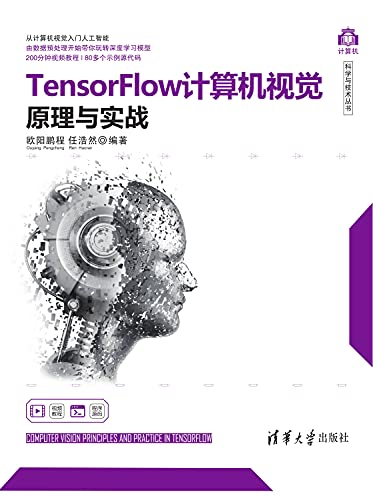 从计算机视觉入门人工智能
由数据预处理开始带你玩转深度学习模型
200分钟视频教程 | 80多个示例源代码
计算机
科学与技术丛书
TensorFlow计算机视觉
原理与实战
欧阳鹏程 任浩然◎编著
Ouyang Pengcheng Ren Haoran
视频
教程
程序
源码
COMPUTER VISION PRINCIPLES AND PRACTICE IN TENSORFLOW
清华大学出版社